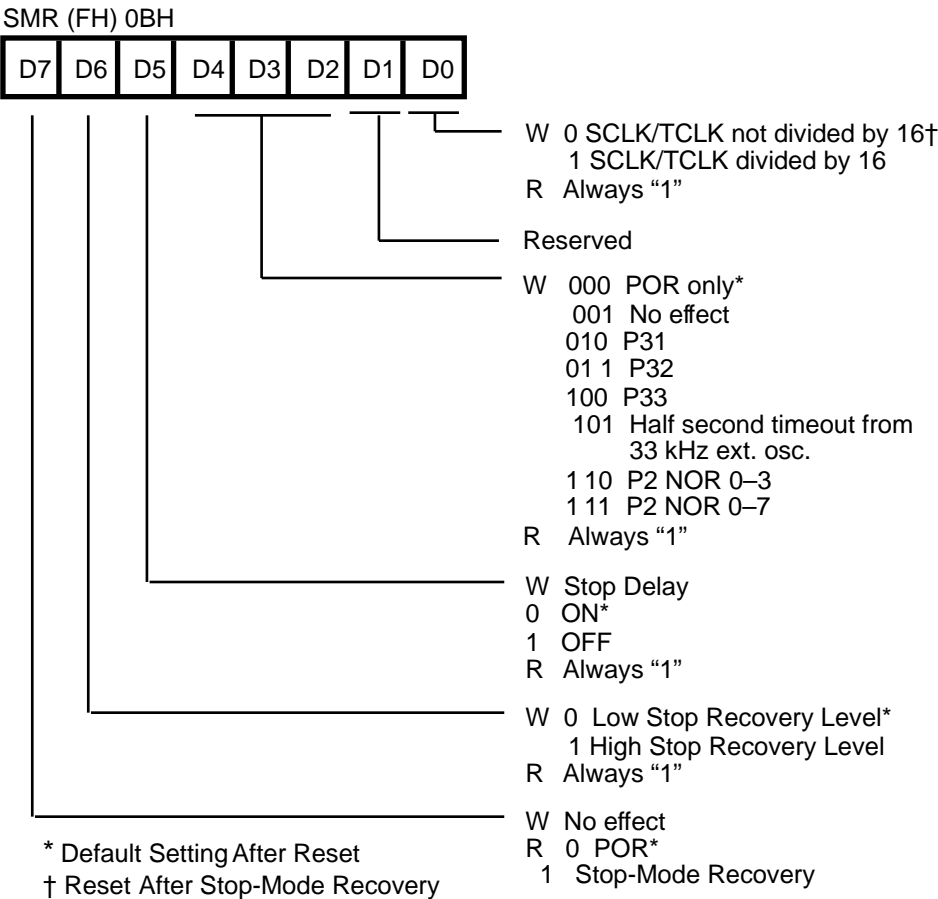 SMR (FH) 0BH
D7 D6 D5 D4 D3 D2 D1 D0
W 0 SCLK/TCLK not divided by 16†
1 SCLK/TCLK divided by 16
R Always “1”
Reserved
W 000 POR only*
001 No effect
010 P31
01 1 P32
100 P33
101 Half second timeout from
33 kHz ext. osc.
1 10 P2 NOR 0–3
1 11 P2 NOR 0–7
R Always “1”
W Stop Delay
0 ON*
1 OFF
R Always “1”
W 0 Low Stop Recovery Level*
1 High Stop Recovery Level
R Always “1”
W No effect
R 0 POR*
1 Stop-Mode Recovery
* Default Setting After Reset
† Reset After Stop-Mode Recovery